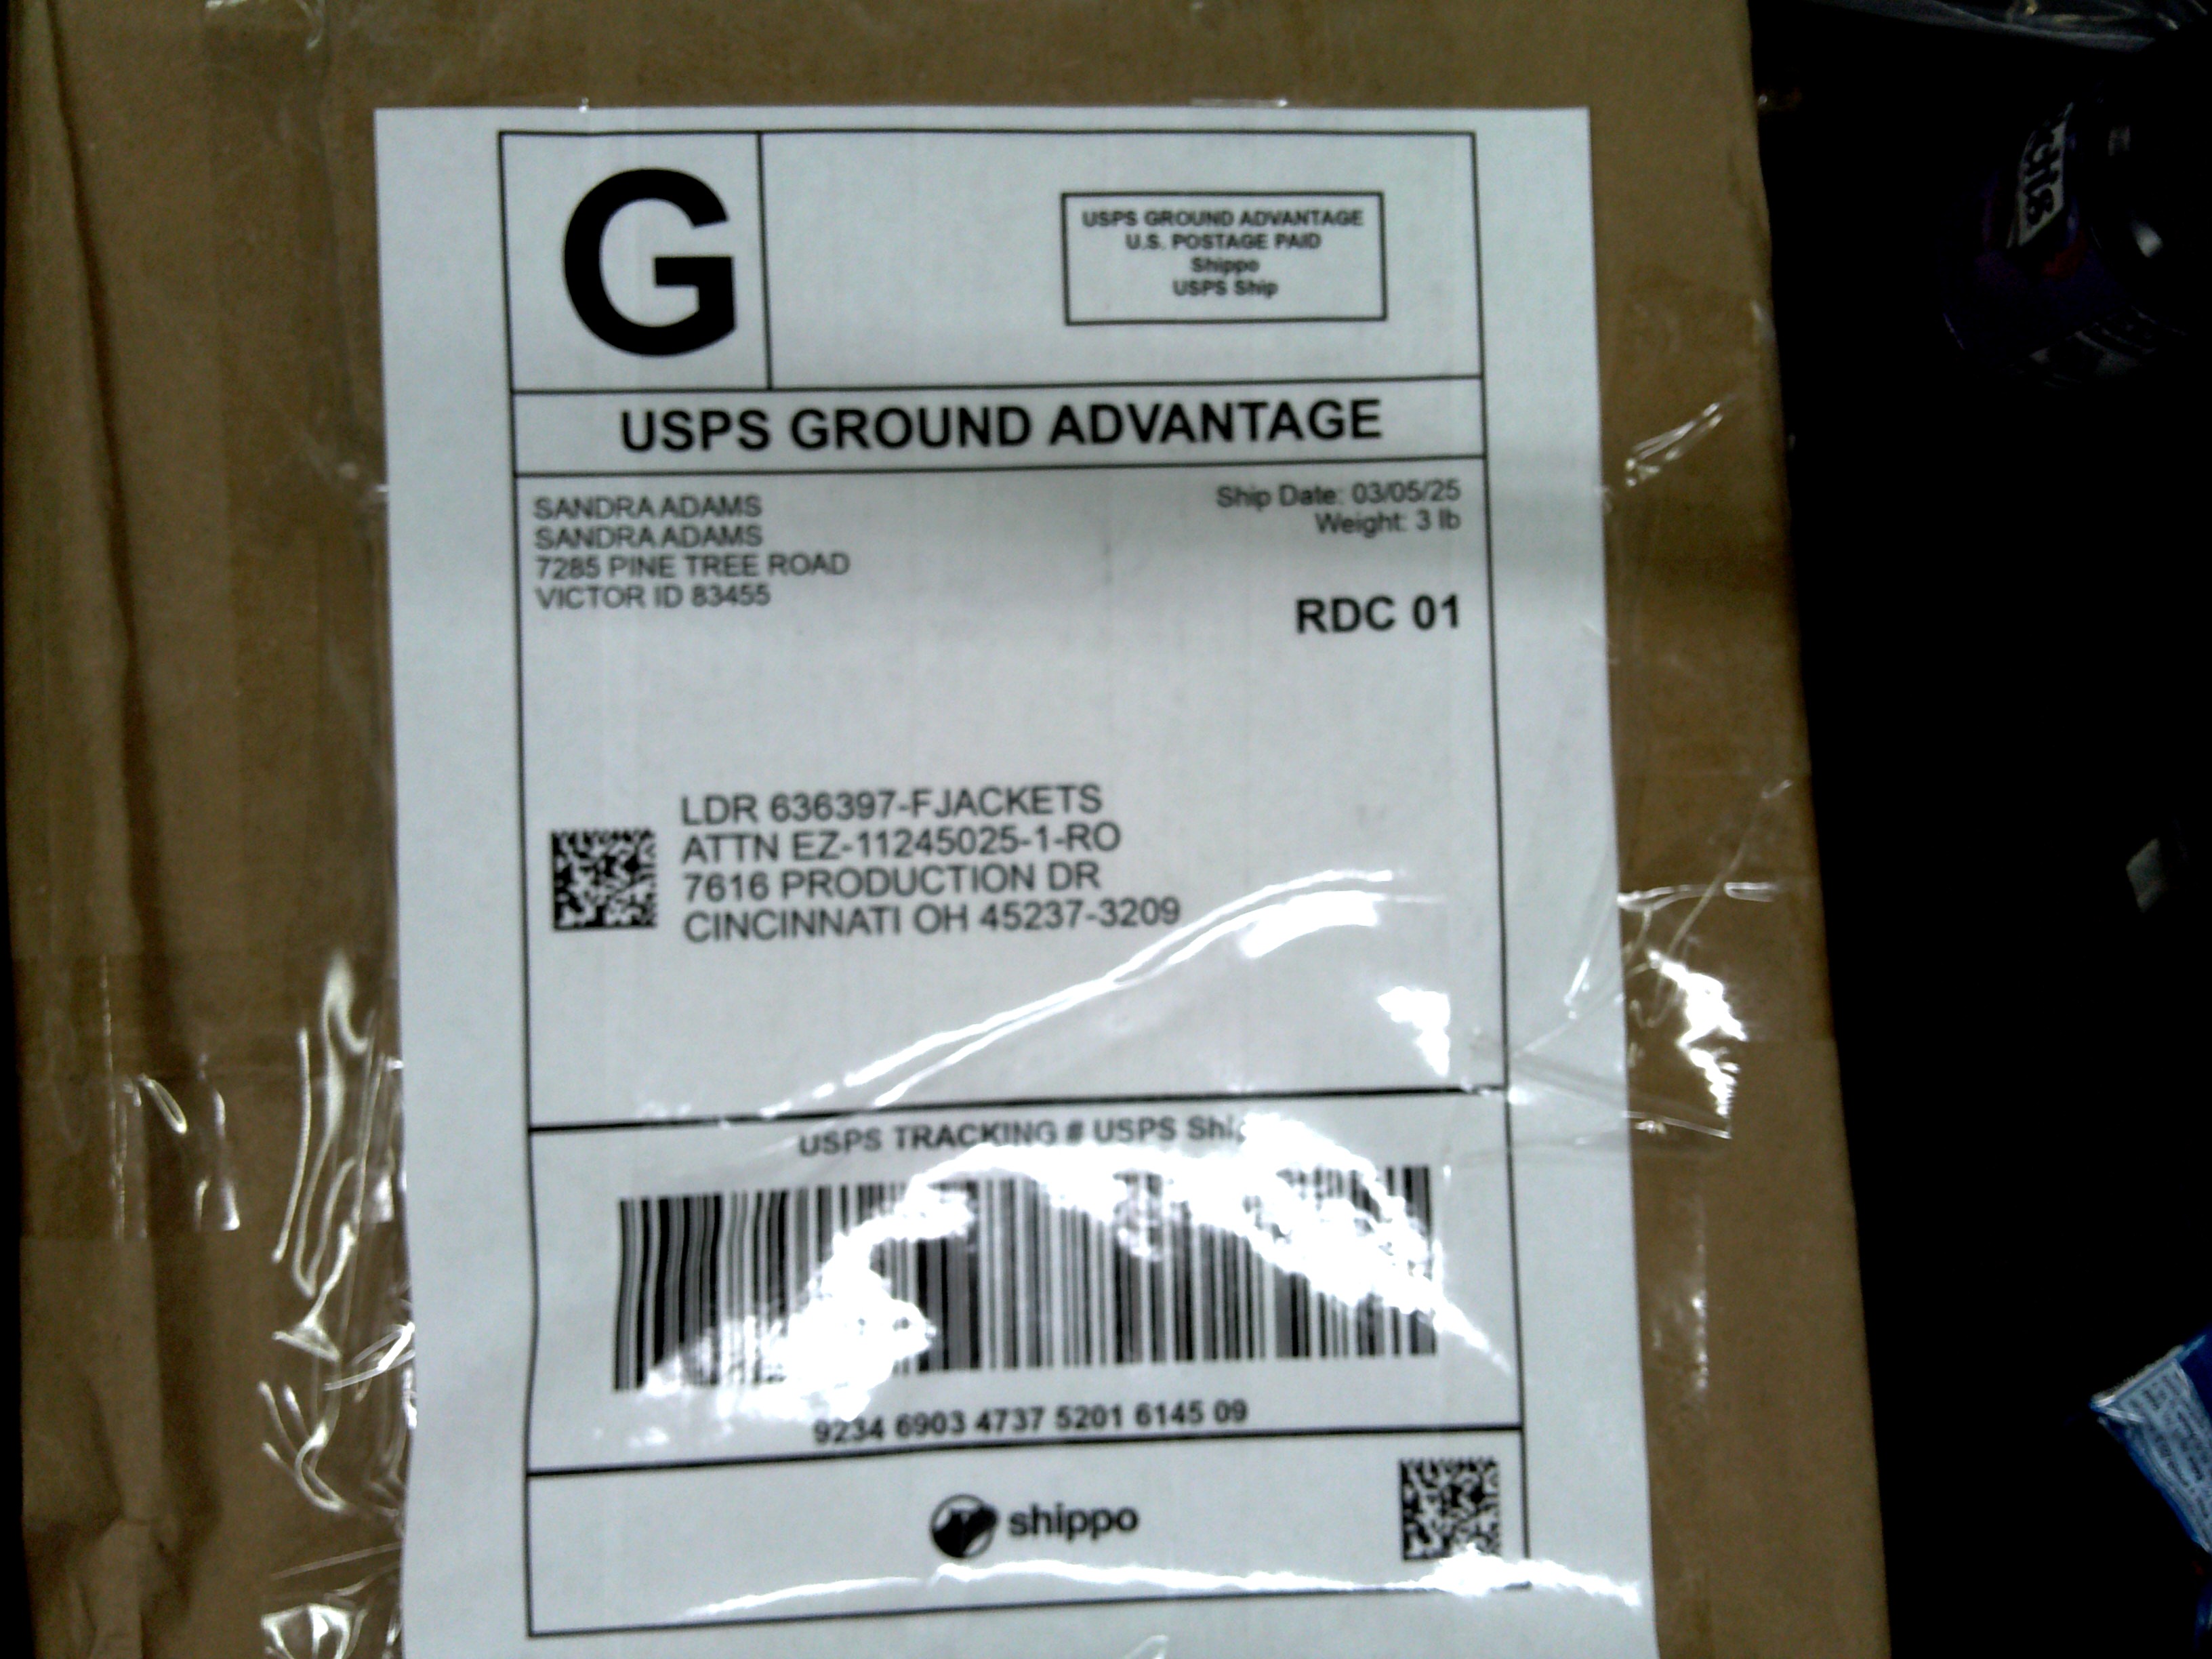 G
USPS GROUND ADVANTAGE
U.S. POSTAGE PAID
Shippo
USPS Ship
USPS GROUND ADVANTAGE
SANDRA ADAMS
SANDRA ADAMS
7285 PINE TREE ROAD
VICTOR ID 83455
Ship Date: 03/05/25
Weight: 3 lb
RDC 01
LDR 636397-FJACKETS
ATTN EZ-11245025-1-RO
7616 PRODUCTION DR
CINCINNATI OH 45237-3209
USPS TRACKING # USPS Ship
9234 6903 4737 5201 6145 09
shippo